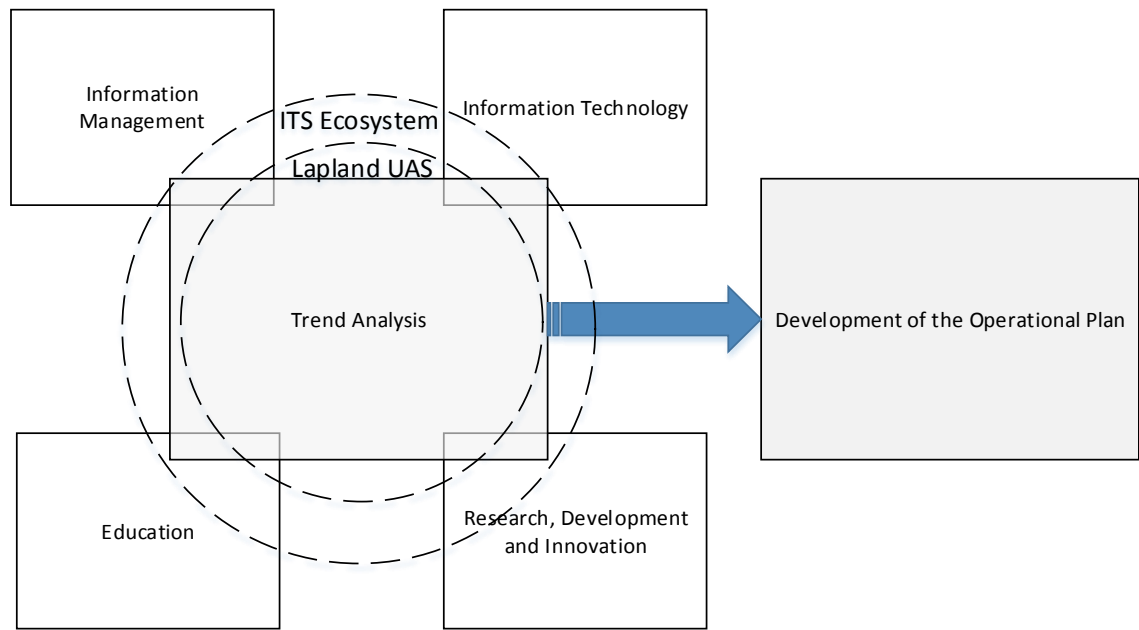 Information
Management
ITS Ecosystem
Information Technology
Lapland UAS
Trend Analysis
Development of the Operational Plan
Education
Research, Development
and Innovation